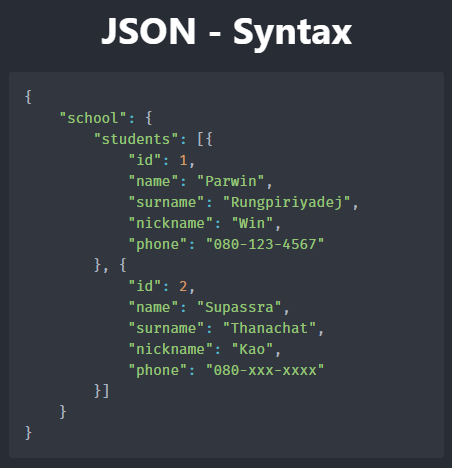 JSON - Syntax
{
    "school": {
        "students": [{
            "id": 1,
            "name": "Parwin",
            "surname": "Rungpiriyadej",
            "nickname": "Win",
            "phone": "080-123-4567"
        }, {
            "id": 2,
            "name": "Supassra",
            "surname": "Thanachat",
            "nickname": "Kao",
            "phone": "080-xxx-xxxx"
        }]
    }
}